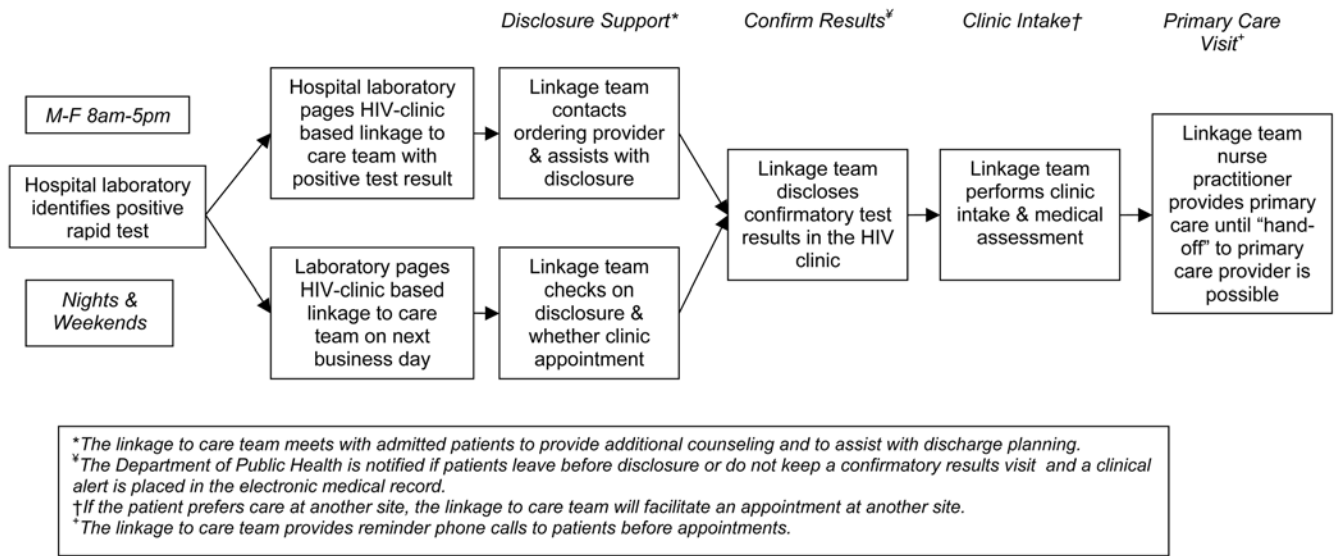 Disclosure Support*
Confirm Results¥
Clinic Intake†
Primary Care
Visit+
M-F 8am-5pm
Hospital laboratory
identifies positive
rapid test
Nights &
Weekends
Hospital laboratory
pages HIV-clinic
based linkage to
care team with
positive test result
Laboratory pages
HIV-clinic based
linkage to care
team on next
business day
Linkage team
contacts
ordering provider
& assists with
disclosure
Linkage team
checks on
disclosure &
whether clinic
appointment
Linkage team
discloses
confirmatory test
results in the HIV
clinic
Linkage team
performs clinic
intake & medical
assessment
Linkage team
nurse
practitioner
provides primary
care until “hand-
off” to primary
care provider is
possible
*The linkage to care team meets with admitted patients to provide additional counseling and to assist with discharge planning.
¥The Department of Public Health is notified if patients leave before disclosure or do not keep a confirmatory results visit and a clinical
alert is placed in the electronic medical record.
†If the patient prefers care at another site, the linkage to care team will facilitate an appointment at another site.
+The linkage to care team provides reminder phone calls to patients before appointments.